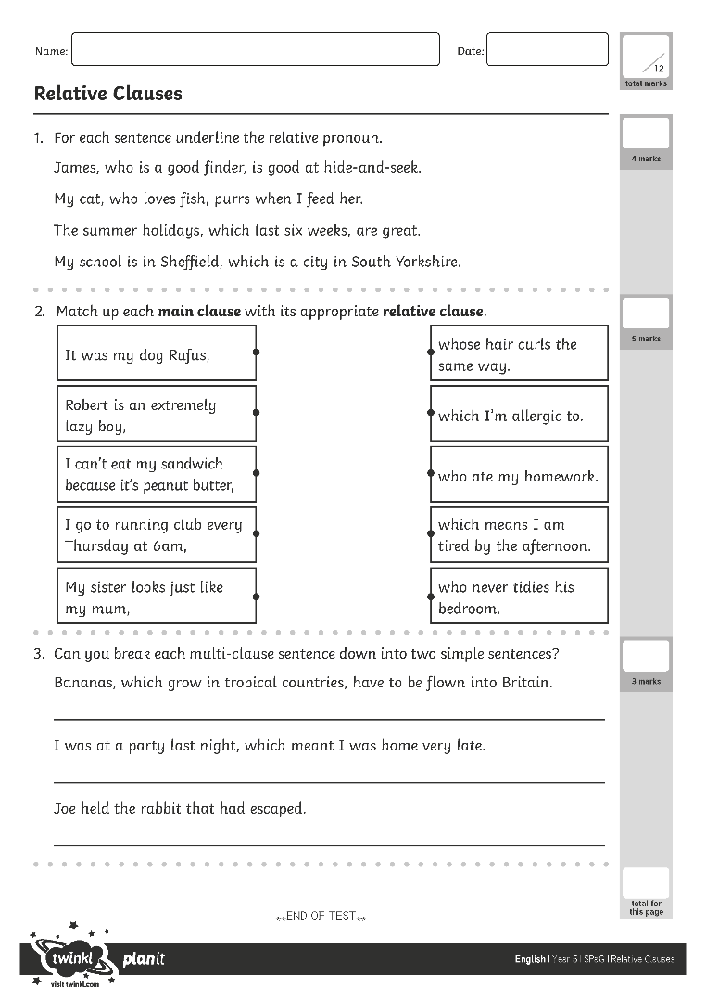 Name:
Date:
12
total marks
Relative Clauses
1. For each sentence underline the relative pronoun.
4 marks
James, who is a good finder, is good at hide-and-seek.
My cat, who loves fish, purrs when I feed her.
The summer holidays, which last six weeks, are great.
My school is in Sheffield, which is a city in South Yorkshire.
2. Match up each main clause with its appropriate relative clause.
5 marks
It was my dog Rufus,
whose hair curls the
same way.
Robert is an extremely
lazy boy,
which I'm allergic to.
I can't eat my sandwich
because it's peanut butter,
who ate my homework.
I go to running club every
Thursday at 6am,
which means I am
tired by the afternoon.
My sister looks just like
my mum,
who never tidies his
bedroom.
3. Can you break each multi-clause sentence down into two simple sentences?
3 marks
Bananas, which grow in tropical countries, have to be flown into Britain.
I was at a party last night, which meant I was home very late.
Joe held the rabbit that had escaped.
total for
this page
**END OF TEST**
twinkl
planit
visit twinkl.com
English | Year 5 | SPaG | Relative Clauses